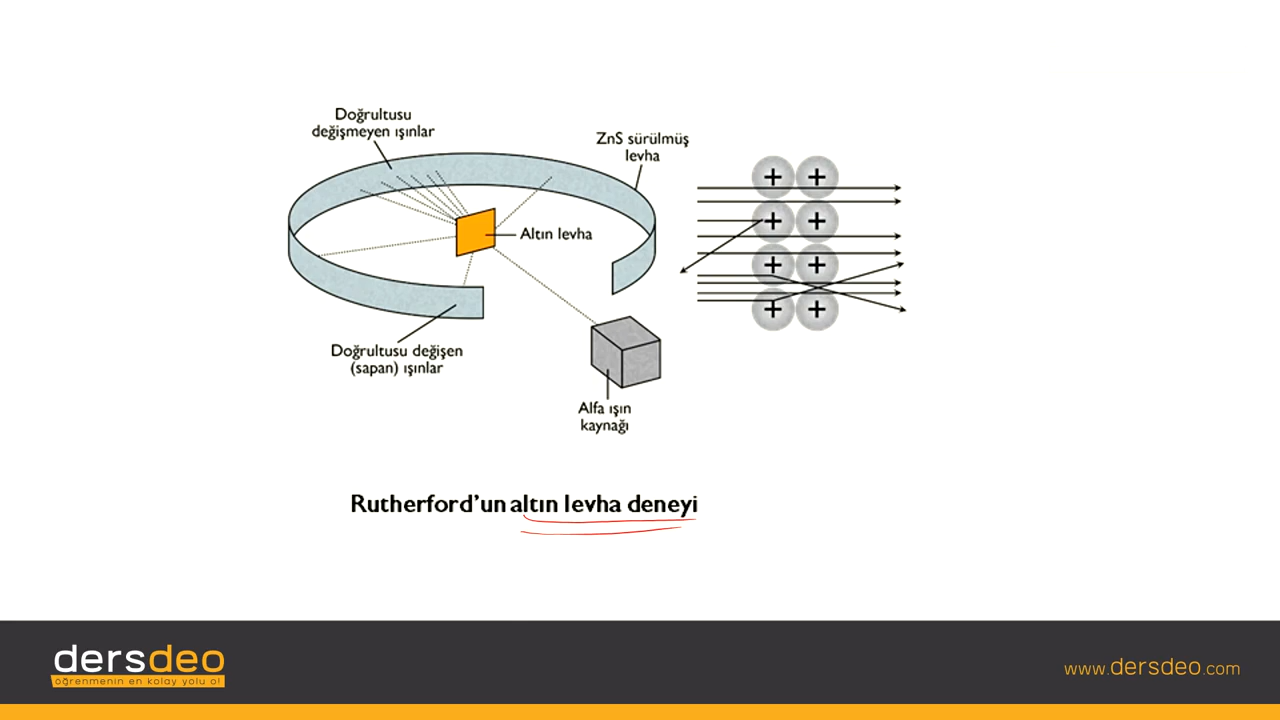 Doğrultusu
değişmeyen ışınlar
ZnS sürülmüş
levha
Altın levha
Doğrultusu değişen
(sapan) ışınlar
Alfa ışın
kaynağı
+ +
+ +
+ +
+ +
Rutherford'un altın levha deneyi
dersdeo
öğrenmenin en kolay yolu o!
www.dersdeo.com